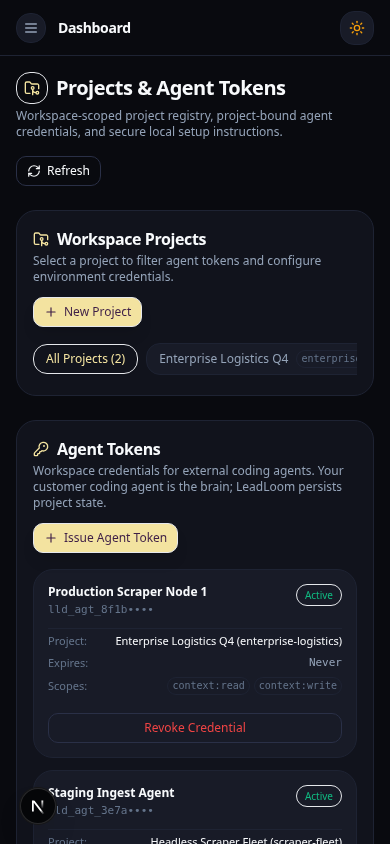 Dashboard
Projects & Agent Tokens
Workspace-scoped project registry, project-bound agent
credentials, and secure local setup instructions.
Refresh
Workspace Projects
Select a project to filter agent tokens and configure
environment credentials.
+ New Project
All Projects (2)
Enterprise Logistics Q4
enterprise
Agent Tokens
Workspace credentials for external coding agents. Your
customer coding agent is the brain; LeadLoom persists
project state.
+ Issue Agent Token
Production Scraper Node 1
Active
lld_agt_8f1b••••
Project: Enterprise Logistics Q4 (enterprise-logistics)
Expires: Never
Scopes: context:read context:write
Revoke Credential
Staging Ingest Agent
Active
lld_agt_3e7a••••
N
Project: Headless Scraper Fleet (scraper-fleet)